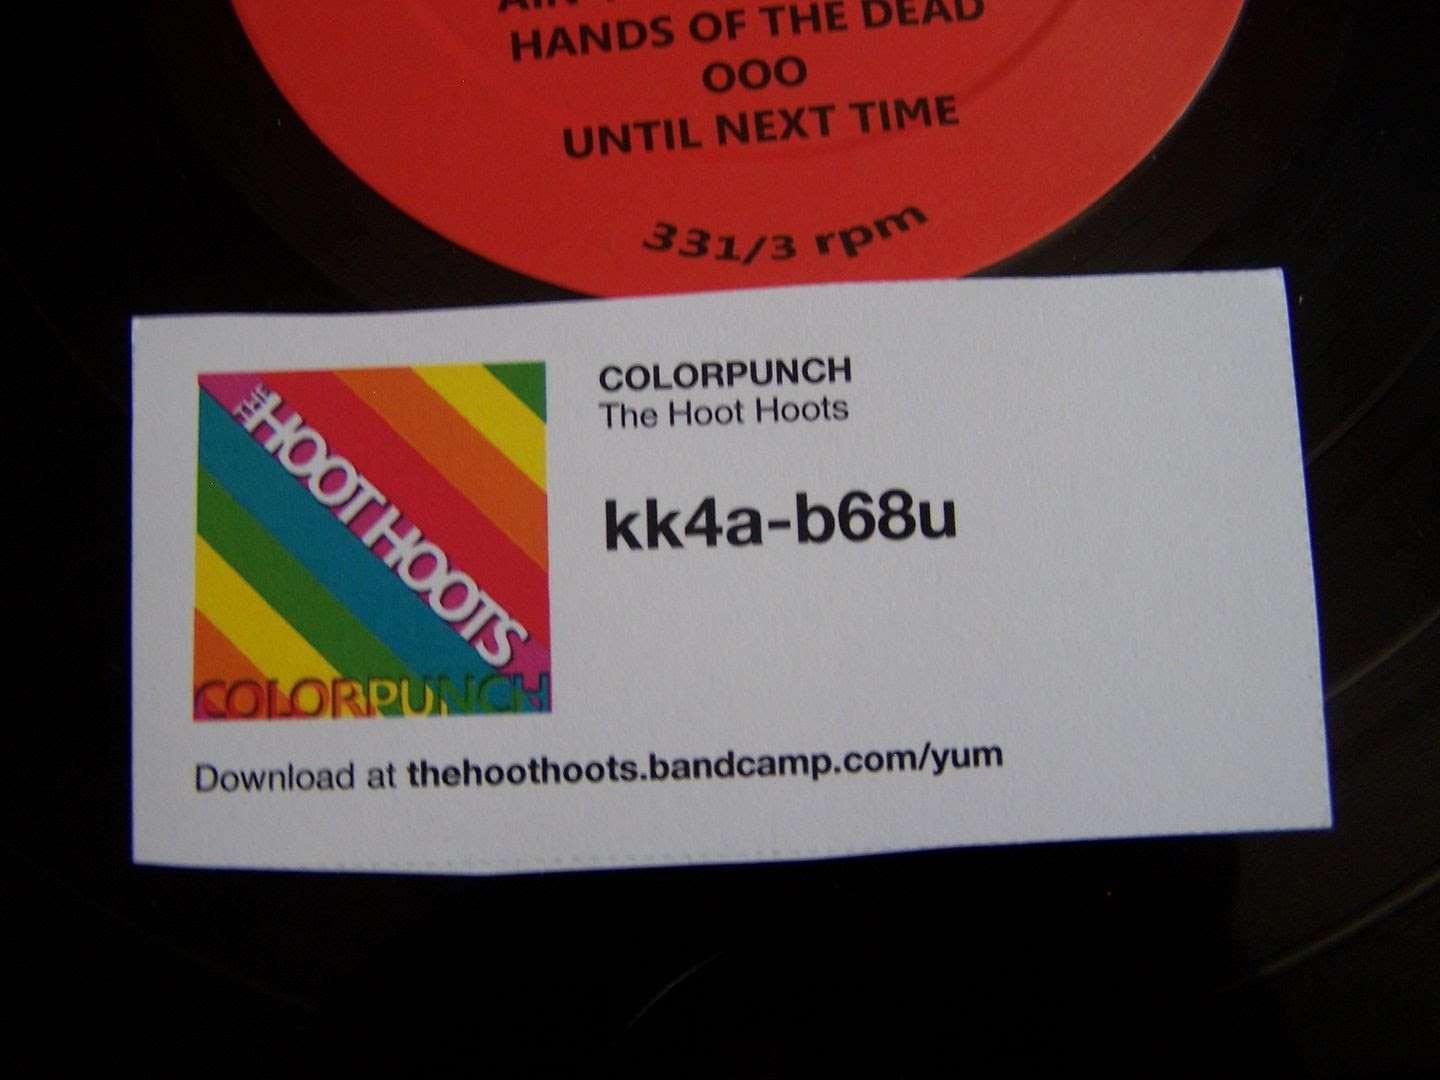 HANDS OF THE DEAD
OOO
UNTIL NEXT TIME
331/3 rpm
THE HOOT HOOTS
COLORPUNCH
COLORPUNCH
The Hoot Hoots
kk4a-b68u
Download at thehoothoots.bandcamp.com/yum